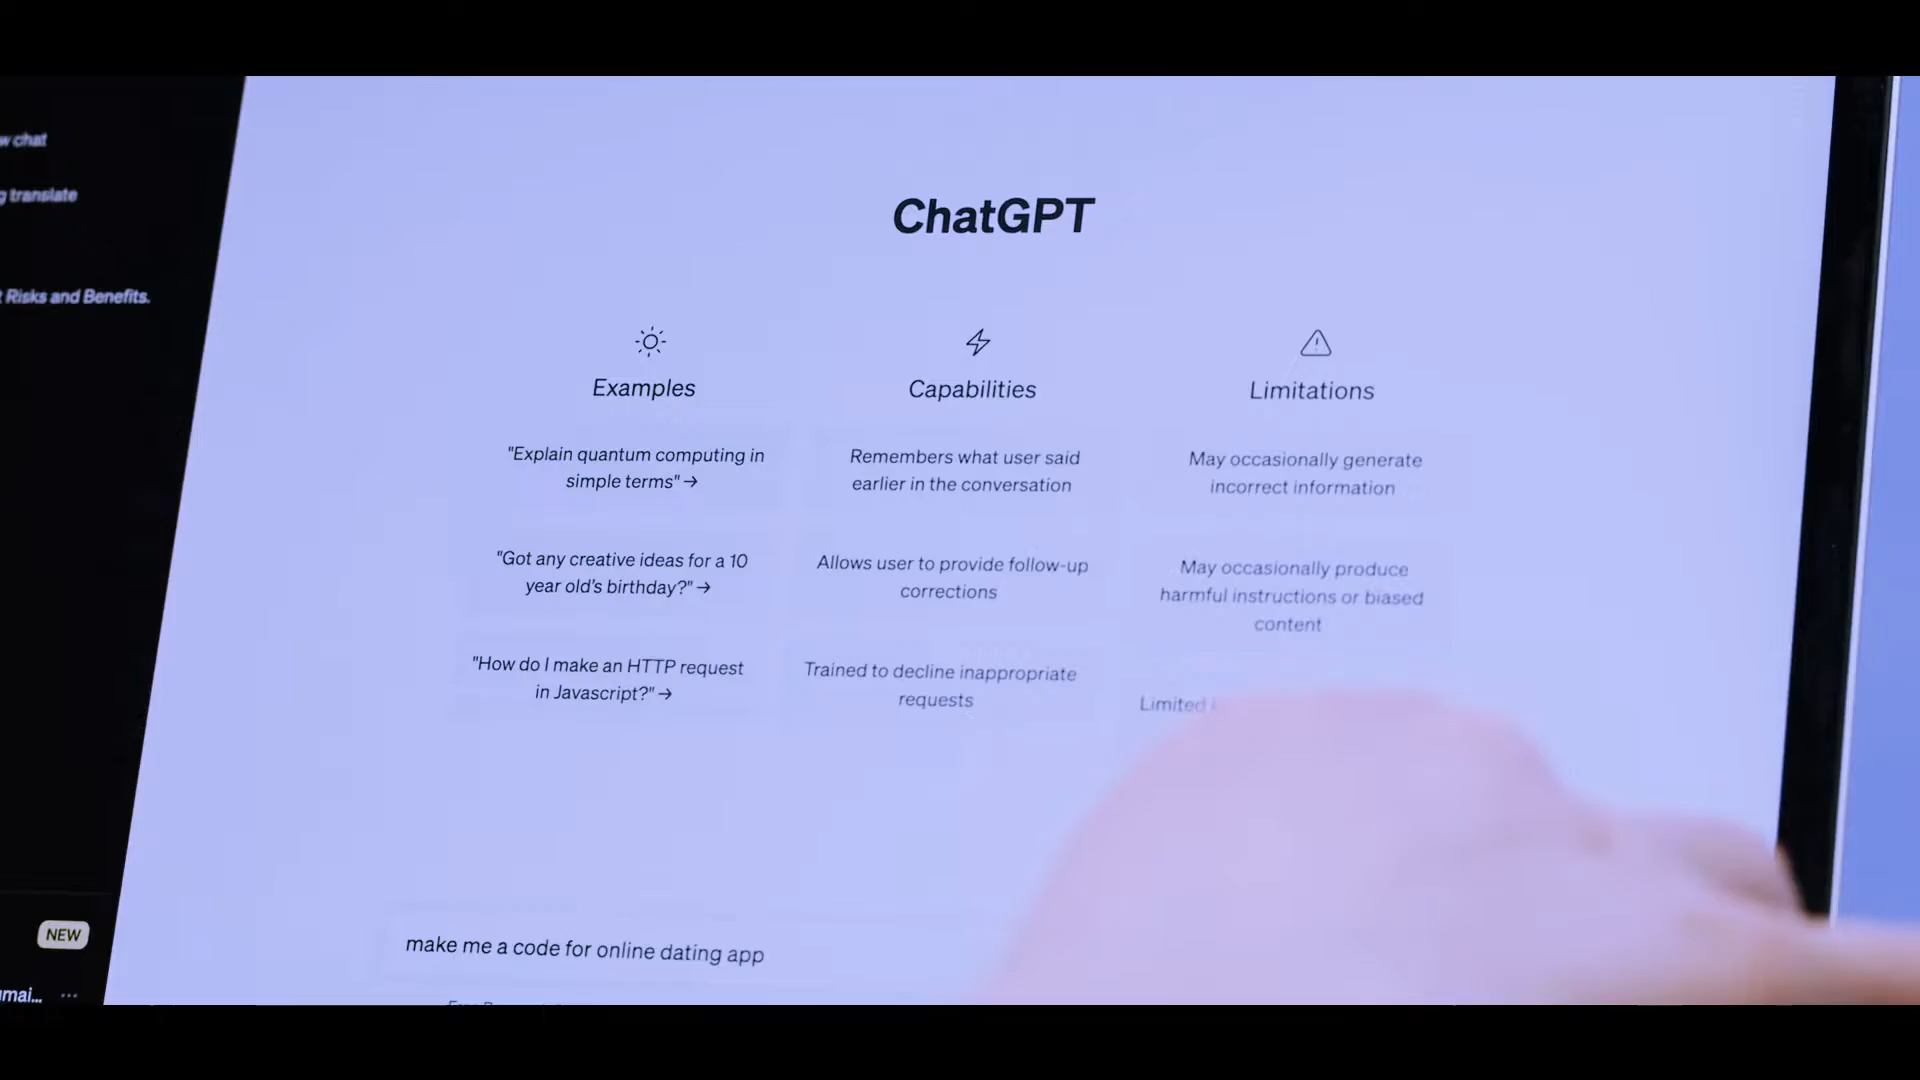 chat
translate
Risks and Benefits.
NEW
ChatGPT
Examples
"Explain quantum computing in
simple terms" →
"Got any creative ideas for a 10
year old's birthday?" →
"How do I make an HTTP request
in Javascript?" →
Capabilities
Remembers what user said
earlier in the conversation
Allows user to provide follow-up
corrections
Trained to decline inappropriate
requests
Limitations
May occasionally generate
incorrect information
May occasionally produce
harmful instructions or biased
content
Limited
make me a code for online dating app